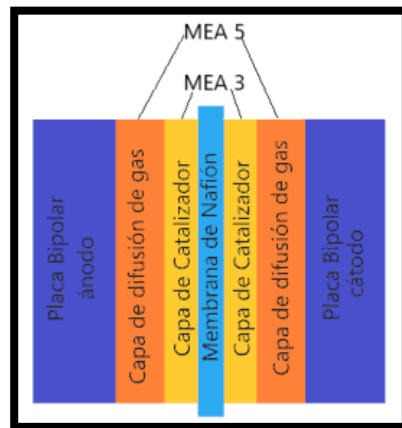 MEA 5
MEA 3
Placa Bipolar
ánodo
Capa de difusión de gas
Capa de Catalizador
Membrana de Nafión
Capa de Catalizador
Capa de difusión de gas
Placa Bipolar
cátodo